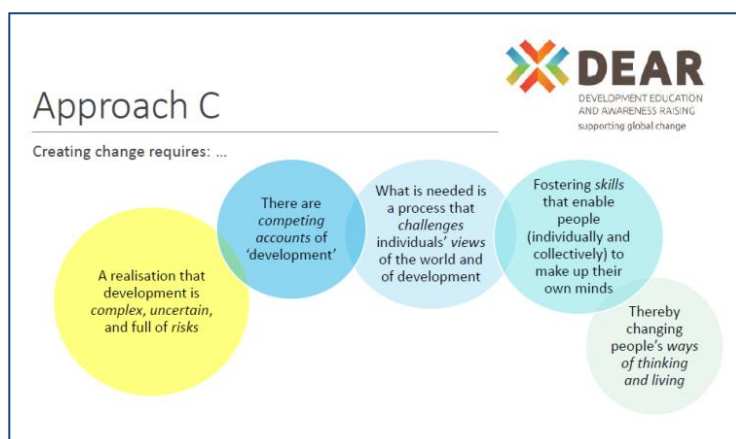 Approach C
DEAR
DEVELOPMENT EDUCATION
AND AWARENESS RAISING
supporting global change
Creating change requires: ...
A realisation that
development is
complex, uncertain,
and full of risks
There are
competing
accounts of
‘development’
What is needed is
a process that
challenges
individuals’ views
of the world and
of development
Fostering skills
that enable
people
(individually and
collectively) to
make up their
own minds
Thereby
changing
people’s ways
of thinking
and living